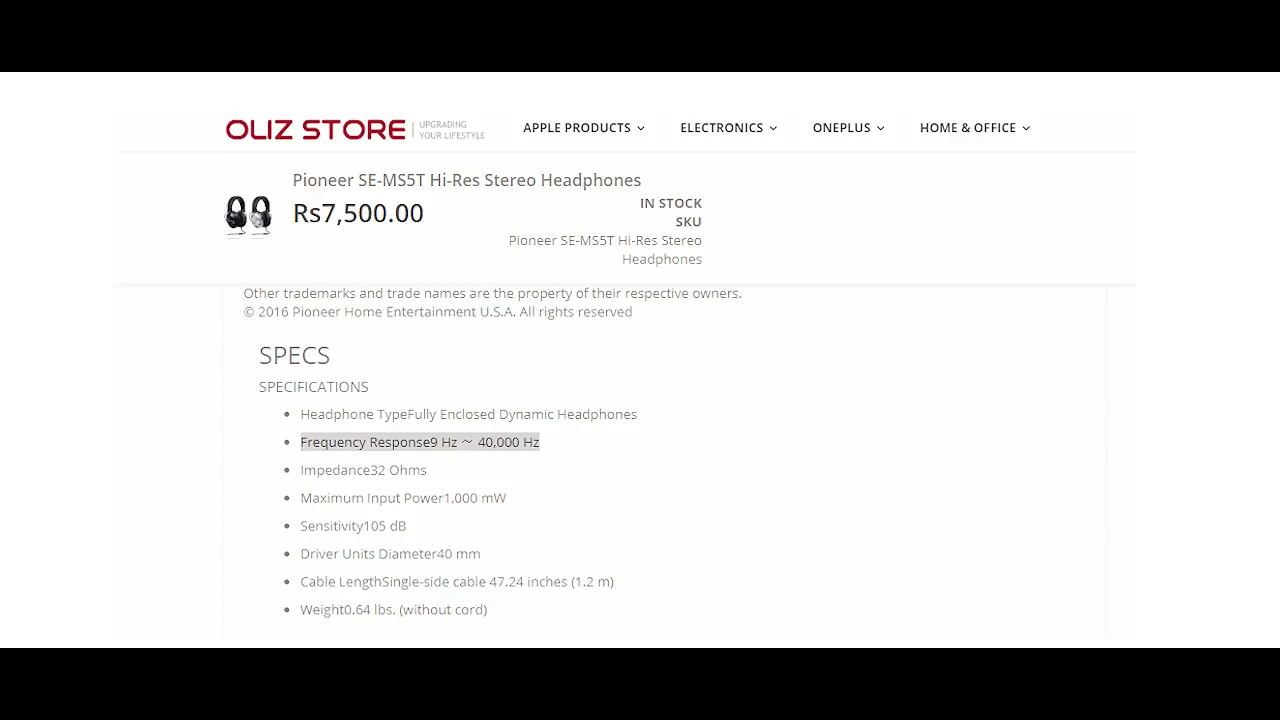 OLIZ STORE
UPGRADING
YOUR LIFESTYLE
APPLE PRODUCTS
ELECTRONICS
ONEPLUS
HOME & OFFICE
Pioneer SE-MS5T Hi-Res Stereo Headphones
Rs7,500.00
IN STOCK
SKU
Pioneer SE-MS5T Hi-Res Stereo
Headphones
Other trademarks and trade names are the property of their respective owners.
© 2016 Pioneer Home Entertainment U.S.A. All rights reserved
SPECS
SPECIFICATIONS
• Headphone TypeFully Enclosed Dynamic Headphones
• Frequency Response9 Hz ～ 40,000 Hz
• Impedance32 Ohms
• Maximum Input Power1,000 mW
• Sensitivity105 dB
• Driver Units Diameter40 mm
• Cable LengthSingle-side cable 47.24 inches (1.2 m)
• Weight0.64 lbs. (without cord)